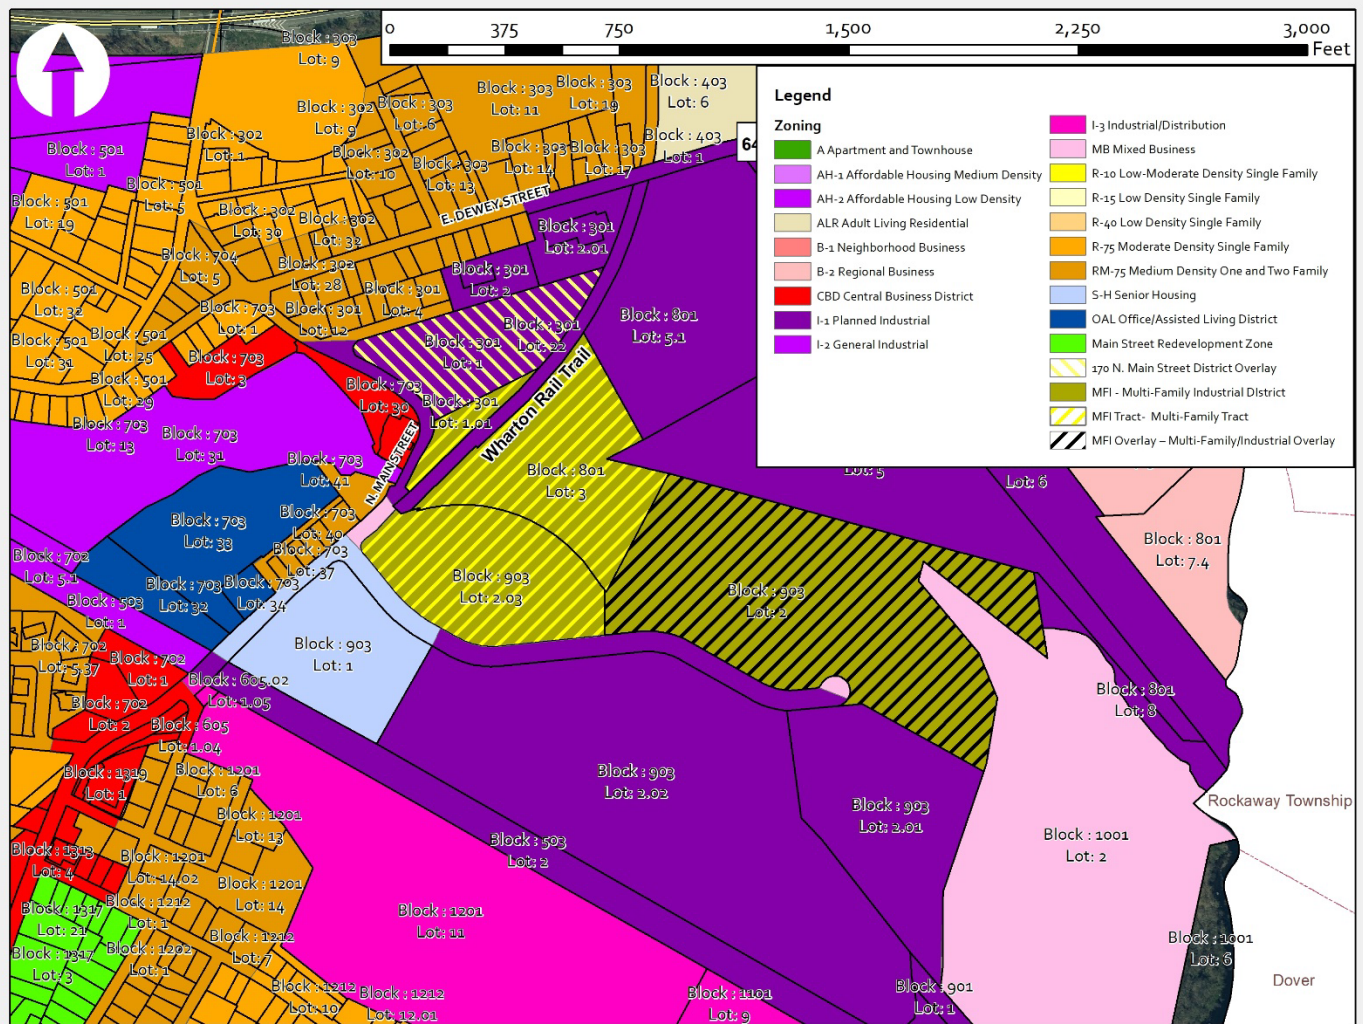 0 375 750 1,500 2,250 3,000
Feet
Legend
Zoning
A Apartment and Townhouse
AH-1 Affordable Housing Medium Density
AH-2 Affordable Housing Low Density
ALR Adult Living Residential
B-1 Neighborhood Business
B-2 Regional Business
CBD Central Business District
I-1 Planned Industrial
I-2 General Industrial
I-3 Industrial/Distribution
MB Mixed Business
R-10 Low-Moderate Density Single Family
R-15 Low Density Single Family
R-40 Low Density Single Family
R-75 Moderate Density Single Family
RM-75 Medium Density One and Two Family
S-H Senior Housing
OAL Office/Assisted Living District
Main Street Redevelopment Zone
170 N. Main Street District Overlay
MFI - Multi-Family Industrial District
MFI Tract- Multi-Family Tract
MFI Overlay – Multi-Family/Industrial Overlay
Block : 303
Lot: 9
Block : 302
Lot: 9
Block : 303
Lot: 6
Block : 303
Lot: 11
Block : 303
Lot: 19
Block : 403
Lot: 6
Block : 403
Lot: 1
64
Block : 302
Lot: 1
Block : 501
Lot: 1
Block : 302
Lot: 10
Block : 303
Lot: 13
Block : 303
Lot: 14
Block : 303
Lot: 17
Block : 501
Lot: 5
Block : 501
Lot: 19
Block : 302
Lot: 30
Block : 302
Lot: 32
E. DEWEY STREET
Block : 301
Lot: 2.01
Block : 704
Lot: 5
Block : 302
Lot: 28
Block : 301
Lot: 2
Block : 301
Lot: 4
Block : 501
Lot: 32
Block : 703
Lot: 1
Block : 301
Lot: 12
Block : 301
Lot: 22
Block : 801
Lot: 5.1
Block : 501
Lot: 31
Block : 501
Lot: 25
Block : 301
Lot: 1
Block : 703
Lot: 3
Block : 501
Lot: 29
Block : 703
Lot: 30
Block : 301
Lot: 1.01
Wharton Rail Trail
N. MAIN STREET
Block : 703
Lot: 13
Block : 703
Lot: 31
Block : 703
Lot: 41
Block : 801
Lot: 3
Lot: 5
Lot: 6
Block : 703
Lot: 33
Block : 703
Lot: 40
Block : 703
Lot: 37
Block : 801
Lot: 7.4
Block : 702
Lot: 5.1
Block : 703
Lot: 32
Block : 703
Lot: 34
Block : 903
Lot: 2.03
Block : 903
Lot: 2
Block : 503
Lot: 1
Block : 702
Lot: 5.37
Block : 702
Lot: 1
Block : 903
Lot: 1
Block : 605.02
Lot: 1.05
Block : 801
Lot: 8
Block : 702
Lot: 2
Block : 605
Lot: 1.04
Block : 1319
Lot: 1
Block : 1201
Lot: 6
Block : 903
Lot: 2.02
Block : 903
Lot: 2.01
Rockaway Township
Block : 1201
Lot: 13
Block : 503
Lot: 2
Block : 1001
Lot: 2
Block : 1313
Lot: 4
Block : 1201
Lot: 14.02
Block : 1201
Lot: 14
Block : 1317
Lot: 21
Block : 1212
Lot: 1
Block : 1201
Lot: 11
Block : 1317
Lot: 3
Block : 1202
Lot: 1
Block : 1212
Lot: 7
Block : 1001
Lot: 6
Block : 1212
Lot: 10
Block : 1212
Lot: 12.01
Block : 1101
Lot: 9
Block : 901
Lot: 1
Dover